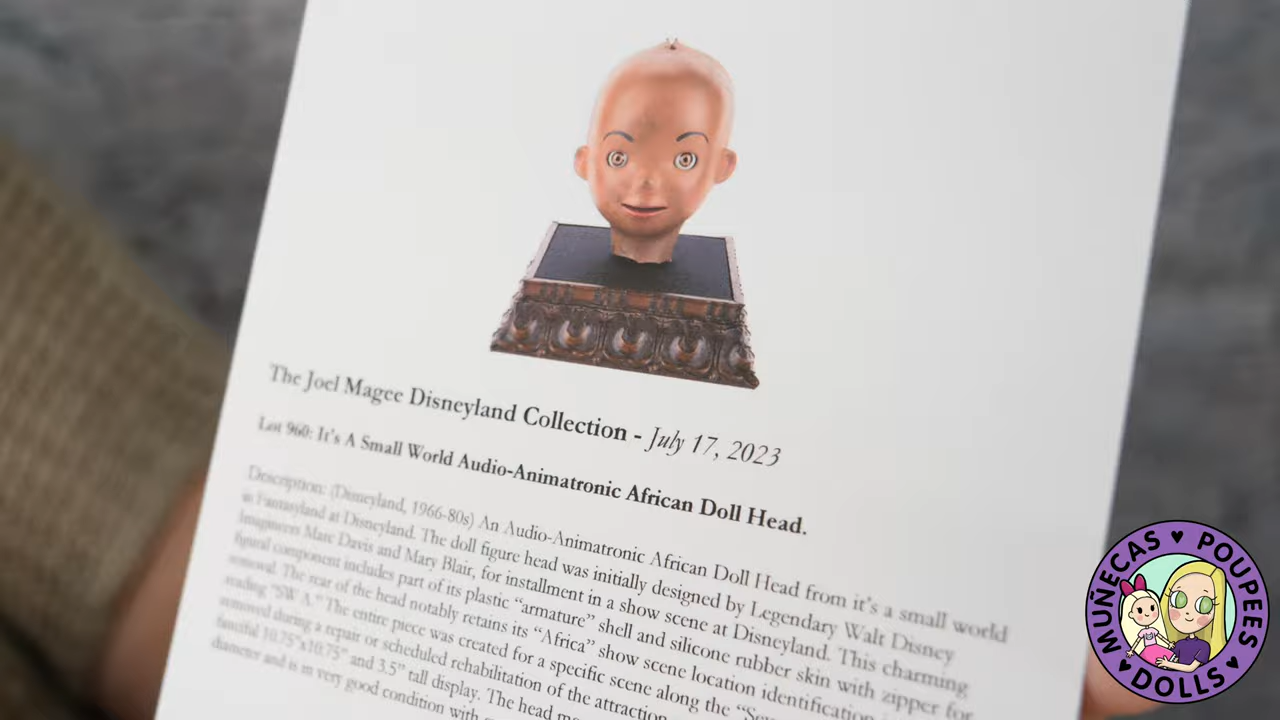 The Joel Magee Disneyland Collection - July 17, 2023
Lot 960: It's A Small World Audio-Animatronic African Doll Head.
Description: (Disneyland, 1966-80s) An Audio-Animatronic African Doll Head from it's a small world
in Fantasyland at Disneyland. The doll figure head was initially designed by Legendary Walt Disney
Imagineers Marc Davis and Mary Blair, for installment in a show scene at Disneyland. This charming
figural component includes part of its plastic "armature" shell and silicone rubber skin with zipper for
removal. The rear of the head notably retains its "Africa" show scene location identification
reading "SW A." The entire piece was created for a specific scene along the
removed during a repair or scheduled rehabilitation of the attraction
fanciful 10.75"x10.75" and 3.5" tall display. The head
diameter and is in very good condition with
MUÑECAS ♥ POUPEES ♥ DOLLS ♥